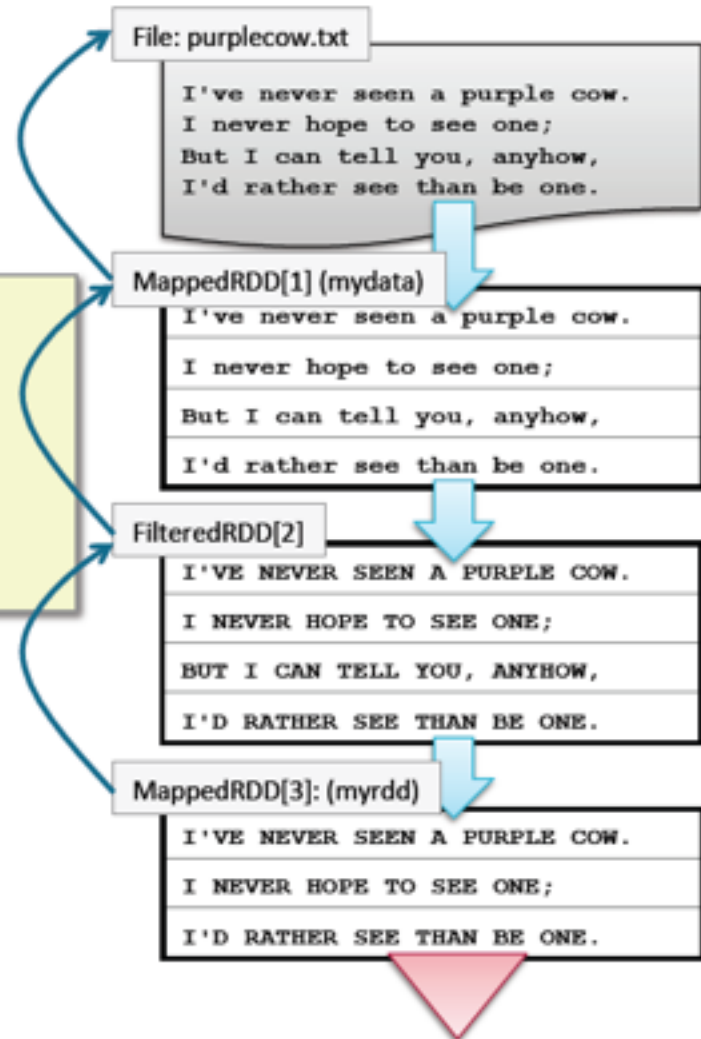 File: purplecow.txt
I've never seen a purple cow.
I never hope to see one;
But I can tell you, anyhow,
I'd rather see than be one.
MappedRDD[1] (mydata)
I've never seen a purple cow.
I never hope to see one;
But I can tell you, anyhow,
I'd rather see than be one.
FilteredRDD[2]
I'VE NEVER SEEN A PURPLE COW.
I NEVER HOPE TO SEE ONE;
BUT I CAN TELL YOU, ANYHOW,
I'D RATHER SEE THAN BE ONE.
MappedRDD[3]: (myrdd)
I'VE NEVER SEEN A PURPLE COW.
I NEVER HOPE TO SEE ONE;
I'D RATHER SEE THAN BE ONE.